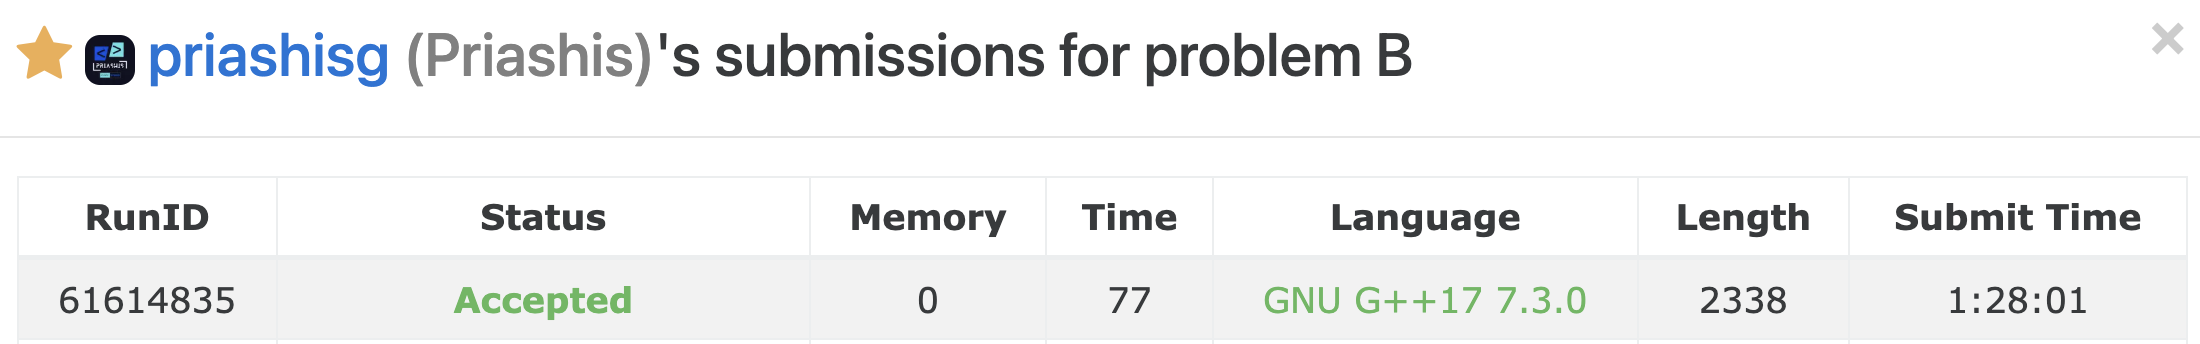 priashisg (Priashis)'s submissions for problem B ×
RunID Status Memory Time Language Length Submit Time
61614835 Accepted 0 77 GNU G++17 7.3.0 2338 1:28:01